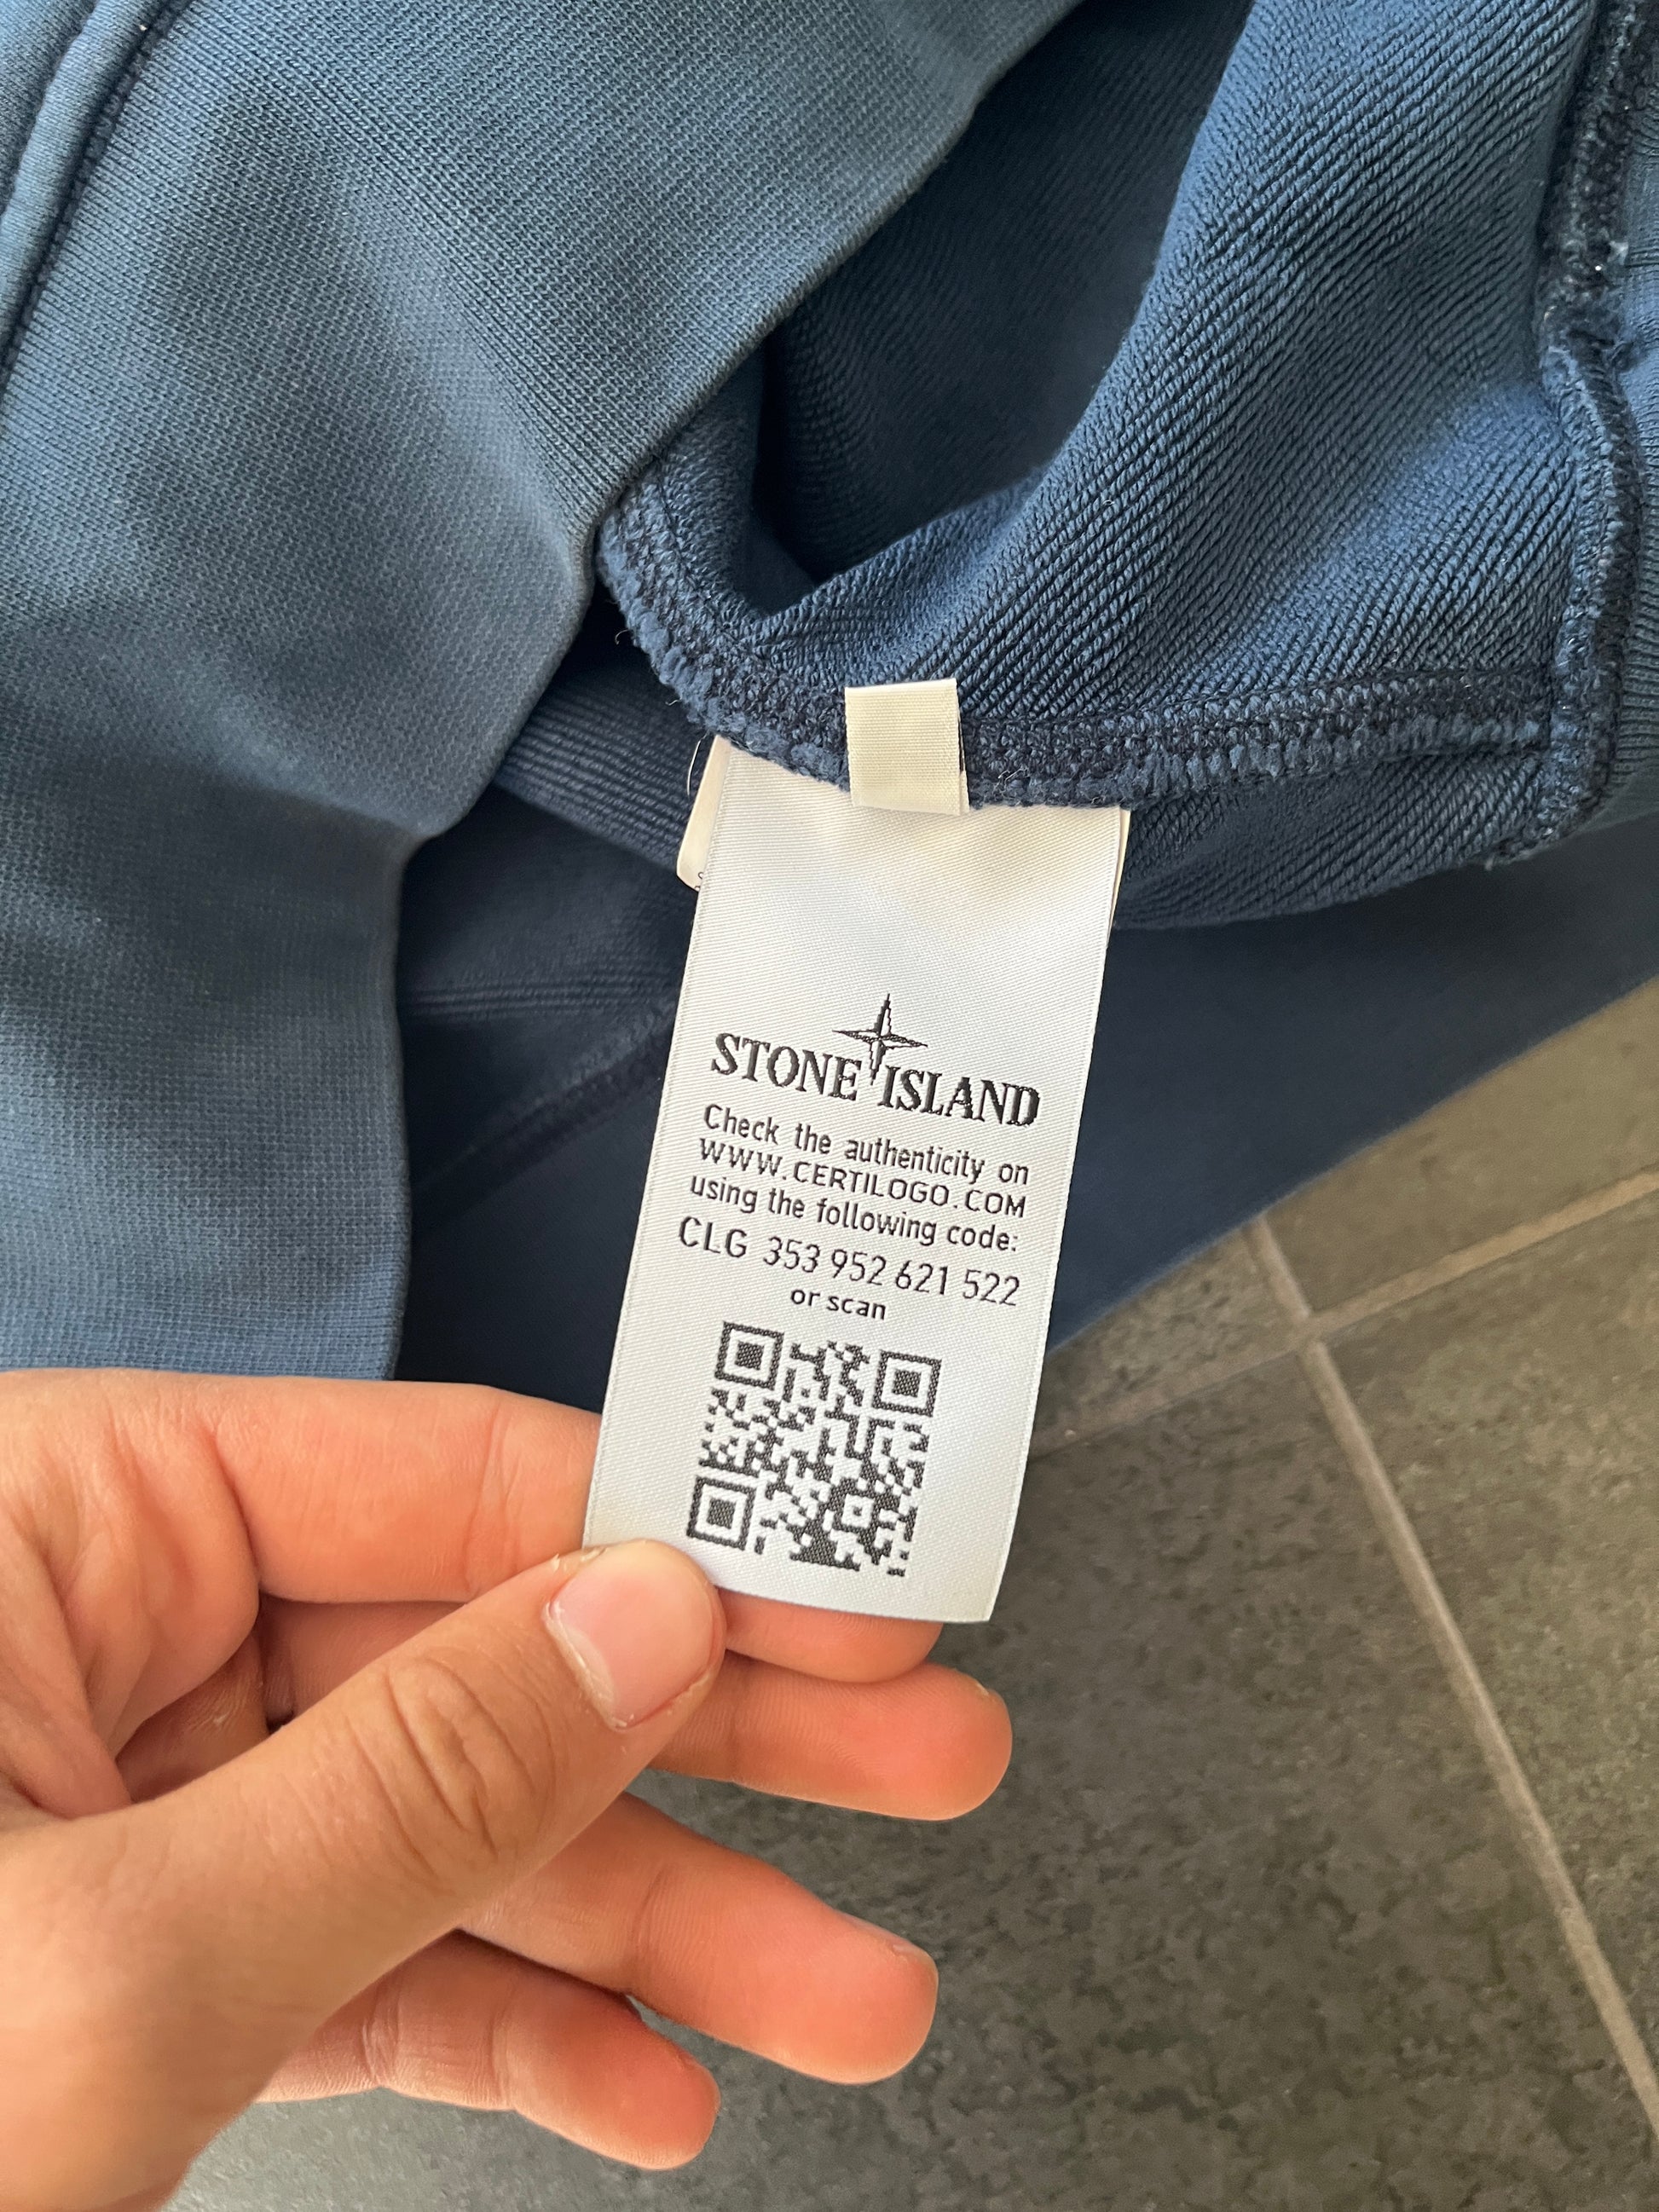 STONE ISLAND
Check the authenticity on
WWW.CERTILOGO.COM
using the following code:
CLG 353 952 621 522
or scan